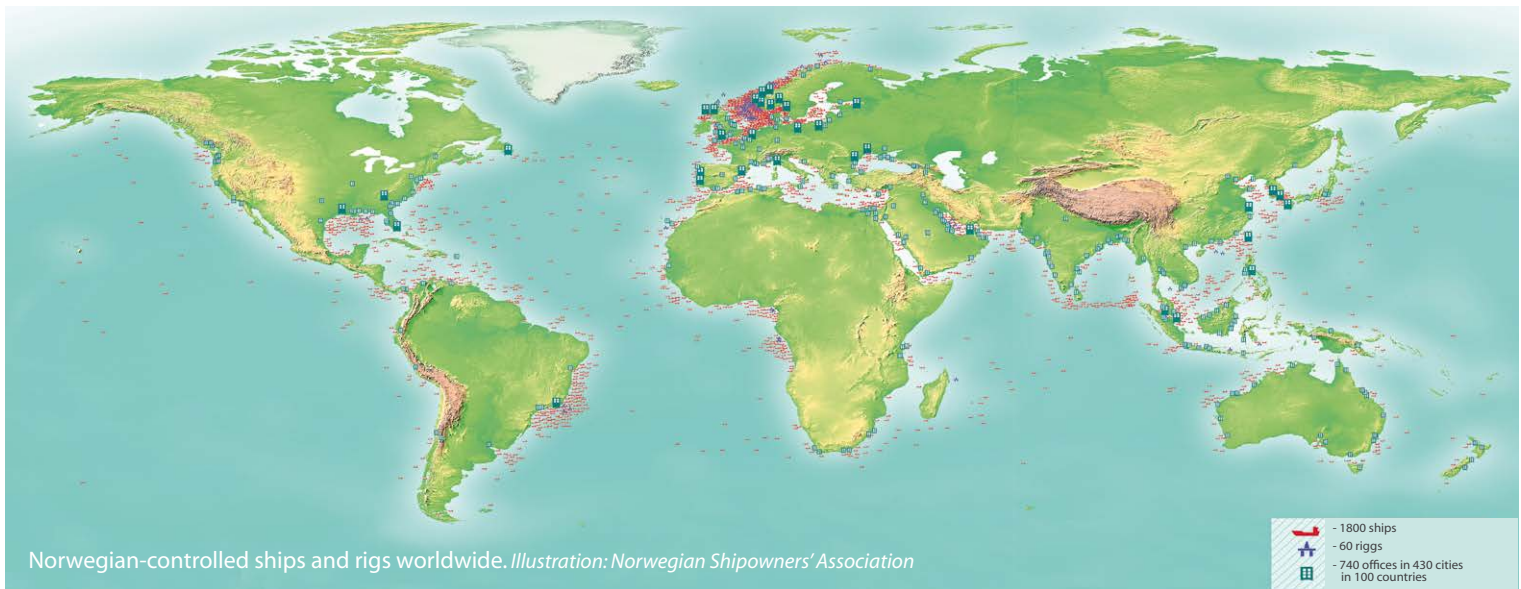 Norwegian-controlled ships and rigs worldwide. Illustration: Norwegian Shipowners' Association
- 1800 ships
- 60 riggs
- 740 offices in 430 cities
in 100 countries